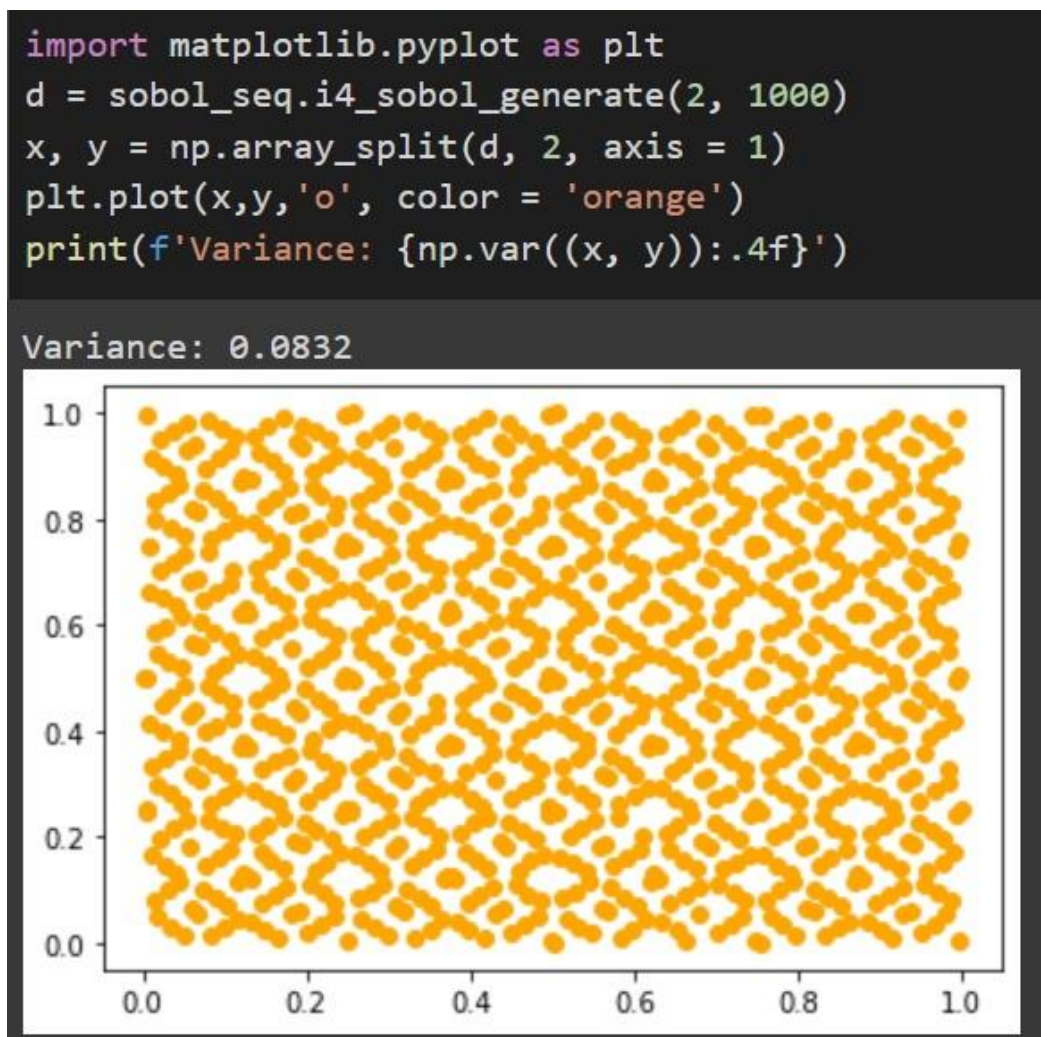 import matplotlib.pyplot as plt
d = sobol_seq.i4_sobol_generate(2, 1000)
x, y = np.array_split(d, 2, axis = 1)
plt.plot(x,y,'o', color = 'orange')
print(f'Variance: {np.var((x, y)):.4f}')
Variance: 0.0832
1.0
0.8
0.6
0.4
0.2
0.0
0.0 0.2 0.4 0.6 0.8 1.0